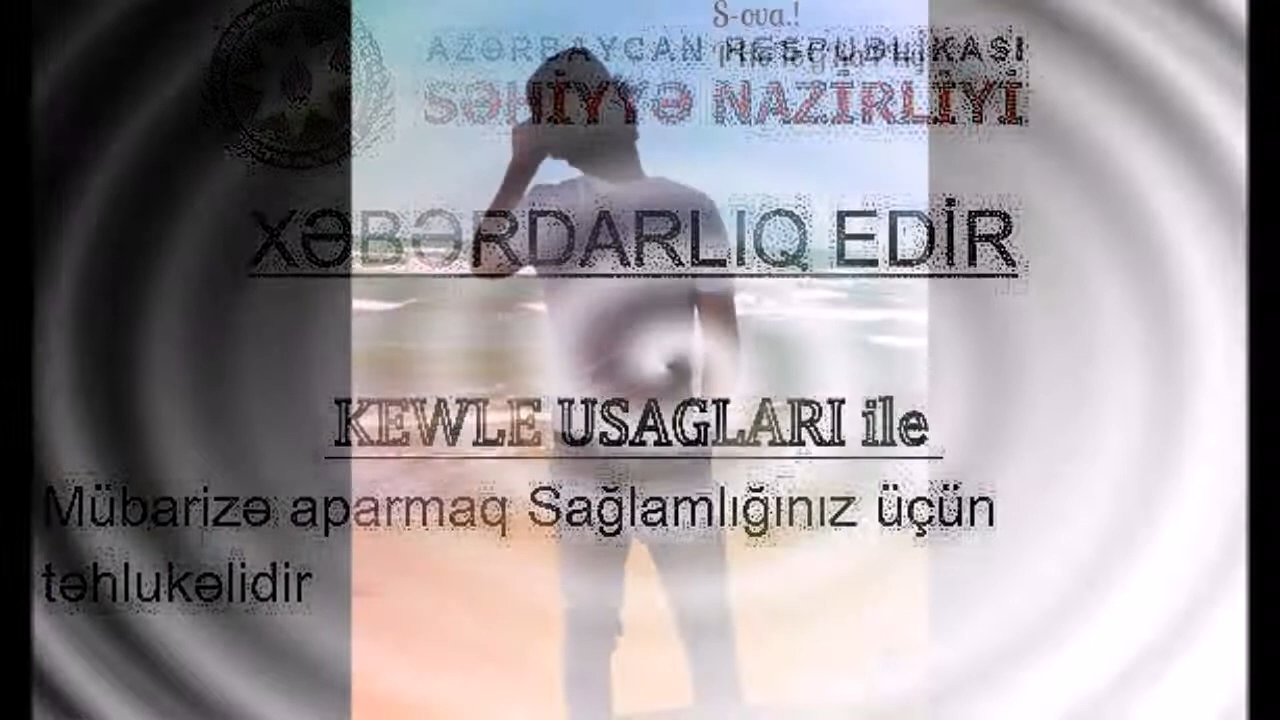 S-ova.!
AZƏRBAYCAN RESPUBLİKASI
SƏHİYYƏ NAZİRLİYİ
XƏBƏRDARLIQ EDİR
KEWLE USAGLARI ile
Mübarizə aparmaq Sağlamlığınız üçün
təhlukəlidir